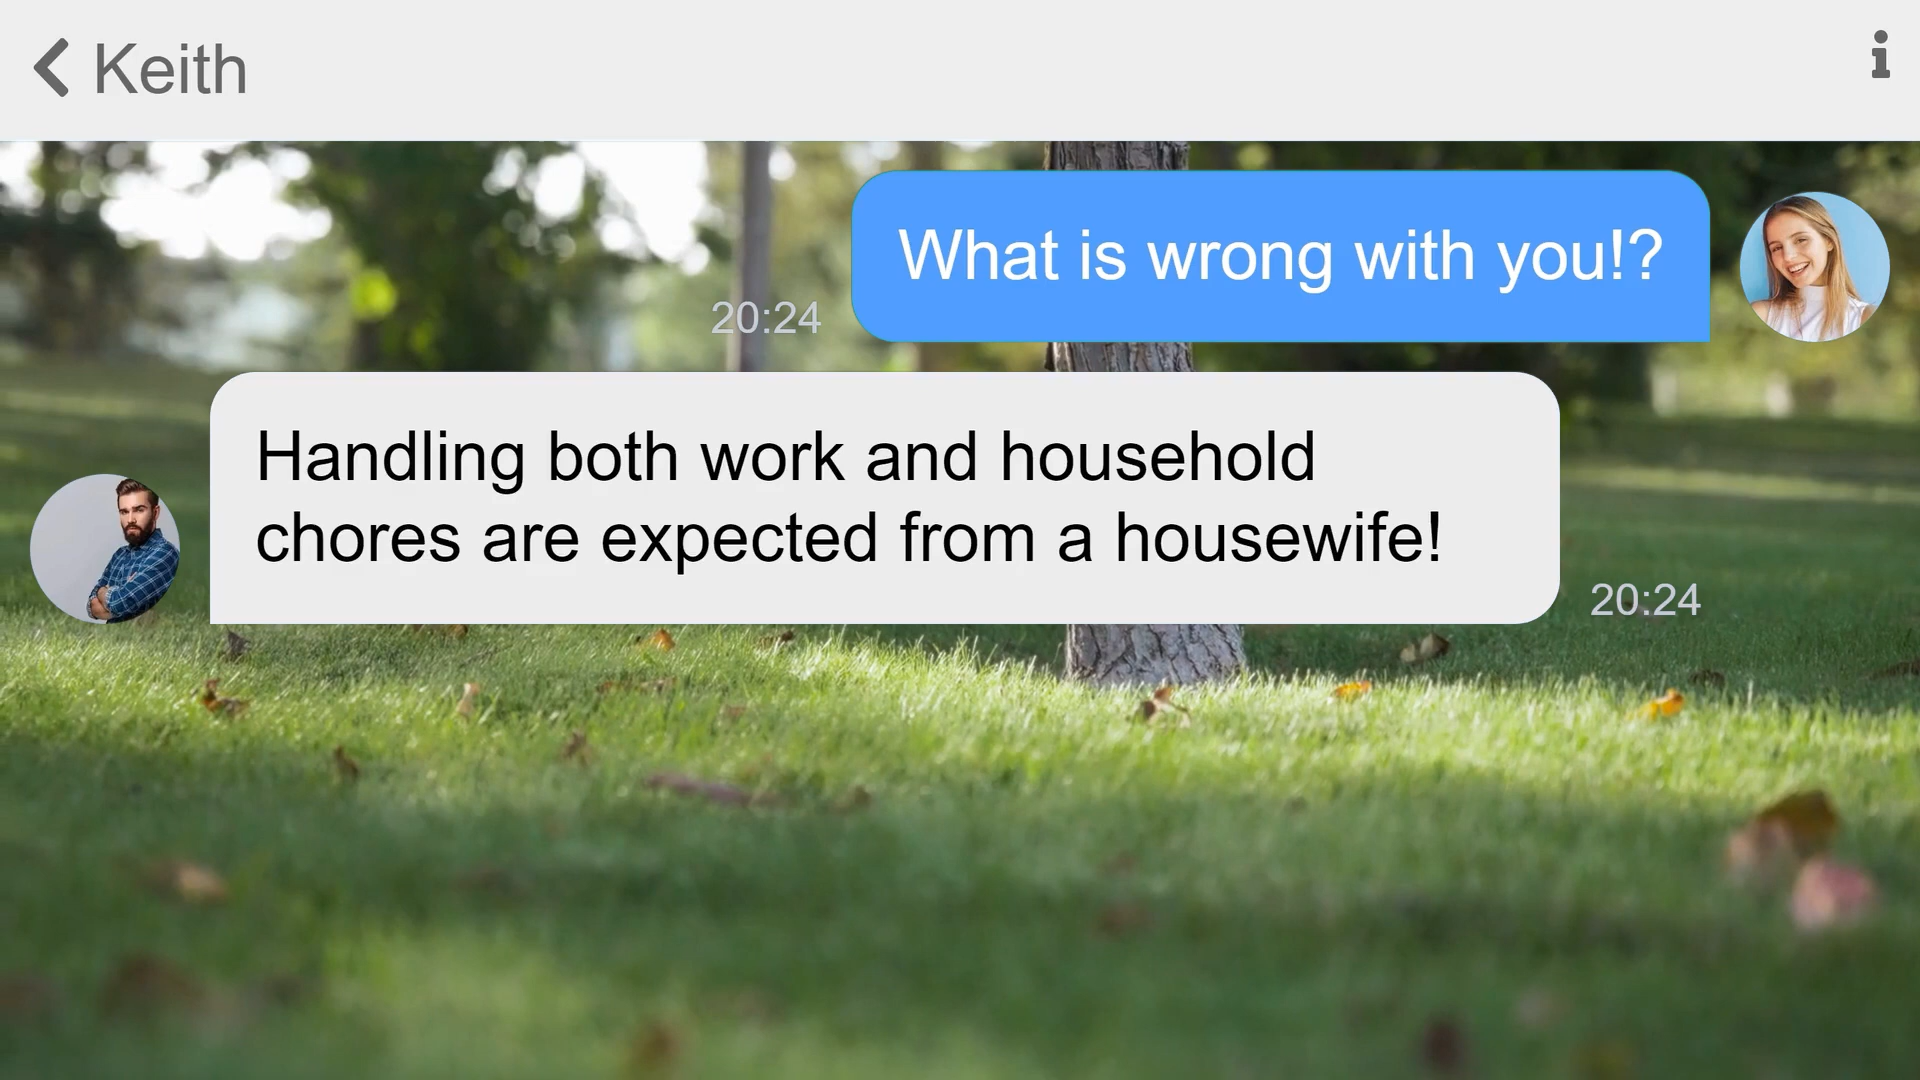 Keith
What is wrong with you!?
20:24
Handling both work and household
chores are expected from a housewife!
20:24